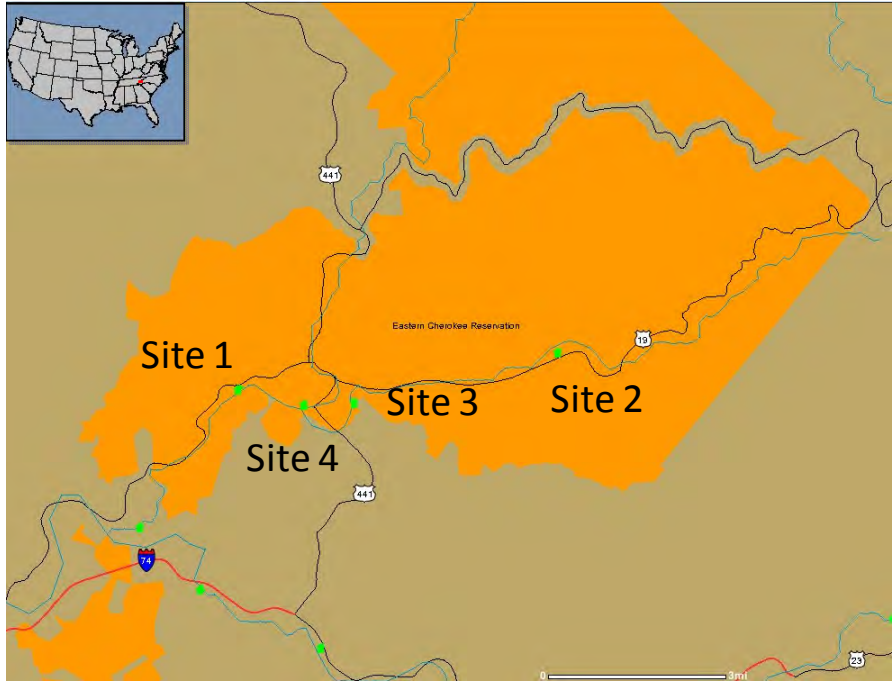 441
Eastern Cherokee Reservation
19
Site 1
Site 3
Site 2
Site 4
441
74
0 3mi
23